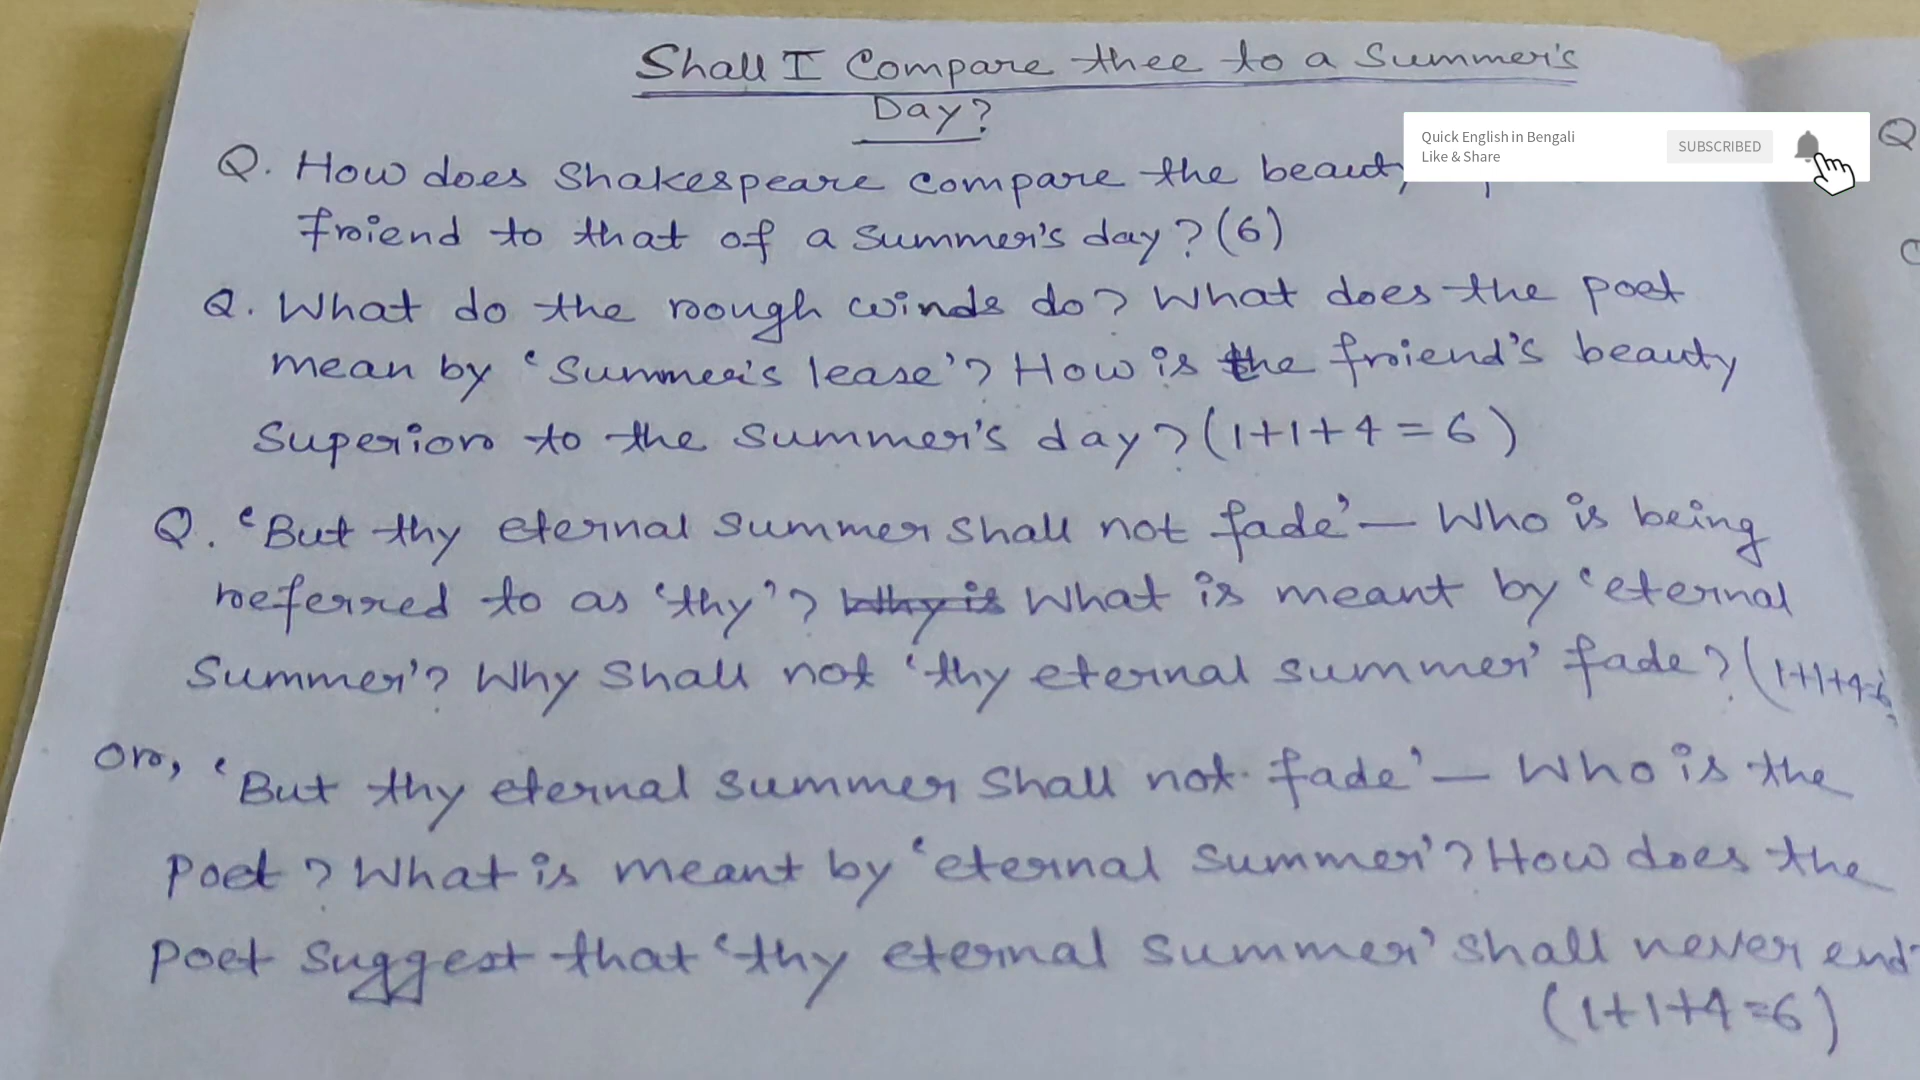 Shall I Compare thee to a Summer's
Day?
Quick English in Bengali
Like & Share
SUBSCRIBED
Q
Q. How does Shakespeare compare the beauty
friend to that of a summer's day? (6)
Q. What do the rough winds do? What does the poet
mean by 'Summer's lease'? How is the friend's beauty
Superior to the summer's day? (1+1+4=6)
Q. 'But thy eternal summer shall not fade' — Who is being
referred to as 'thy'? Why is What is meant by 'eternal
Summer'? Why shall not 'thy eternal summer' fade? (1+1+4=6
or, 'But thy eternal summer shall not fade' — Who is the
poet? What is meant by 'eternal summer'? How does the
poet suggest that 'thy eternal summer' shall never end?
(1+1+4=6)